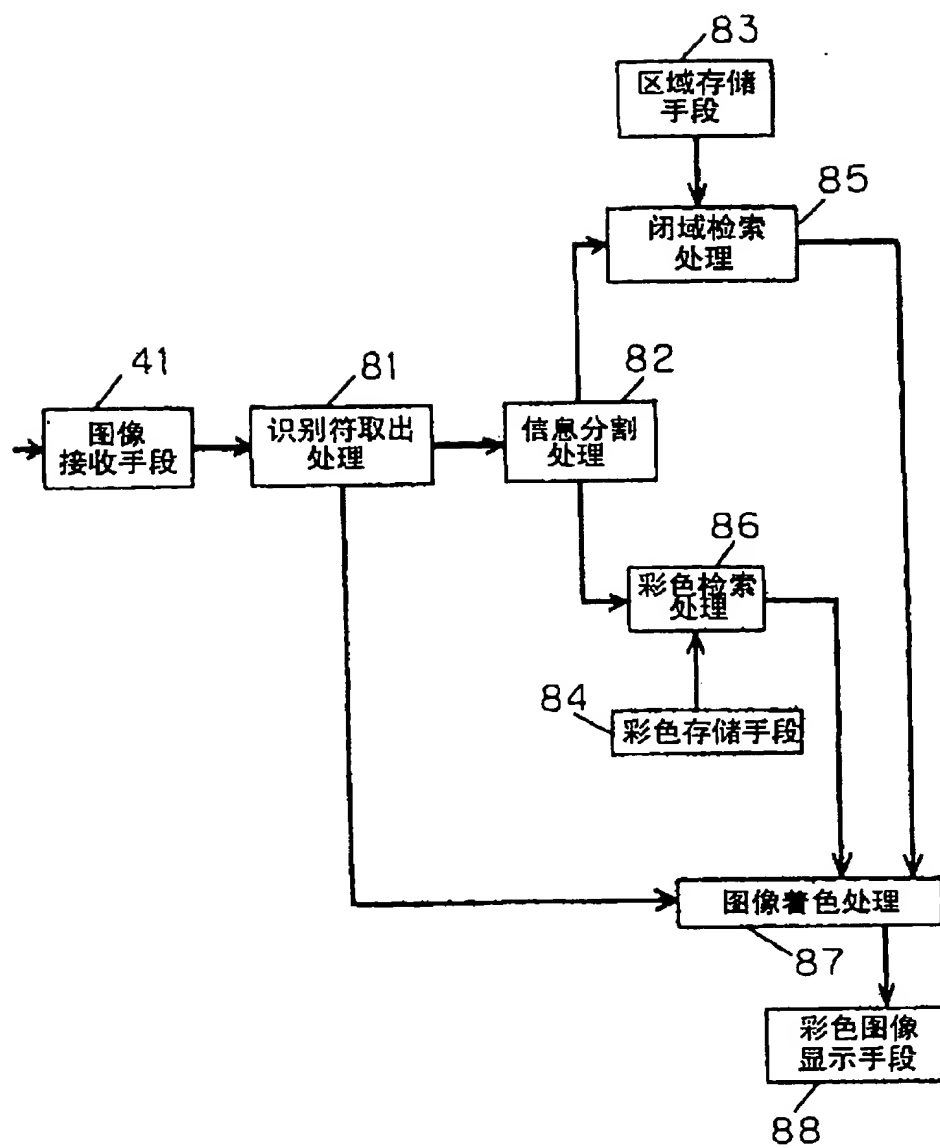 83
区域存储
手段
85
闭域检索
处理
41
图像
接收手段
81
识别符取出
处理
82
信息分割
处理
86
彩色检索
处理
84
彩色存储手段
图像着色处理
87
彩色图像
显示手段
88